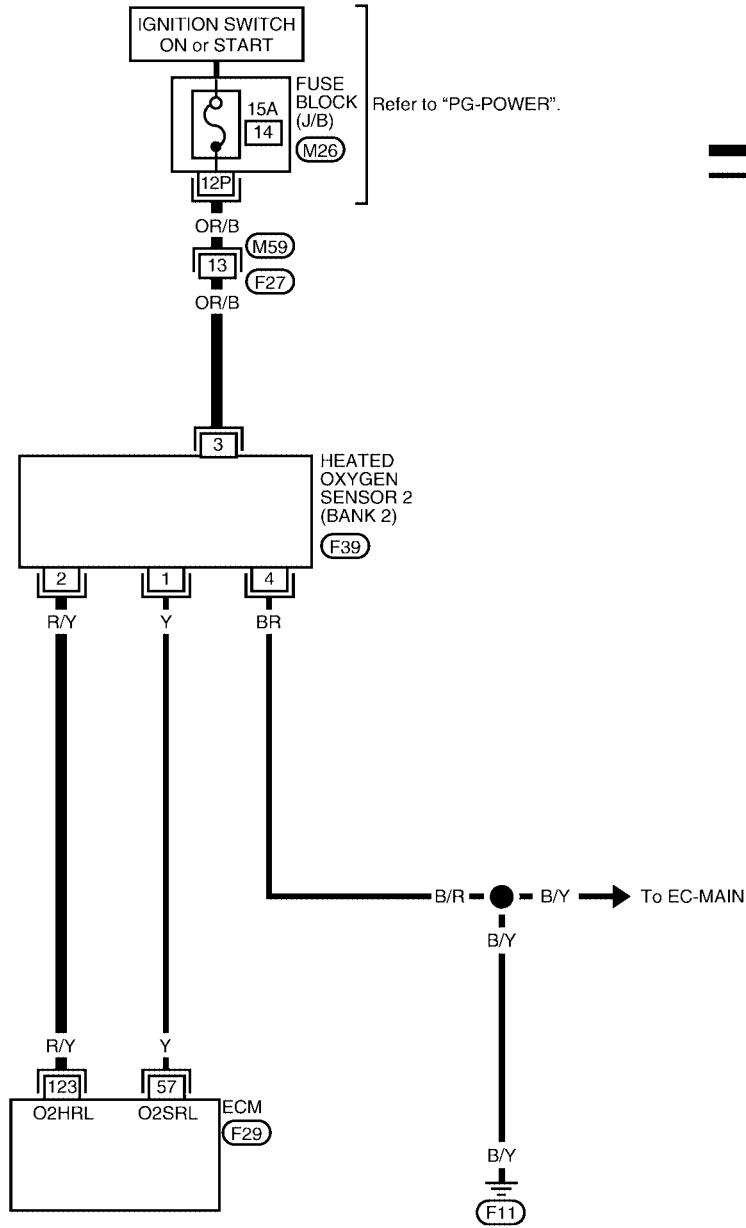 IGNITION SWITCH
ON or START
FUSE
BLOCK
(J/B)
Refer to “PG-POWER”.
15A
14
M26
12P
OR/B
M59
13
F27
OR/B
3
HEATED
OXYGEN
SENSOR 2
(BANK 2)
F39
2
1
4
R/Y
Y
BR
B/R
B/Y
To EC-MAIN
B/Y
R/Y
Y
123
57
ECM
O2HRL
O2SRL
F29
B/Y
F11